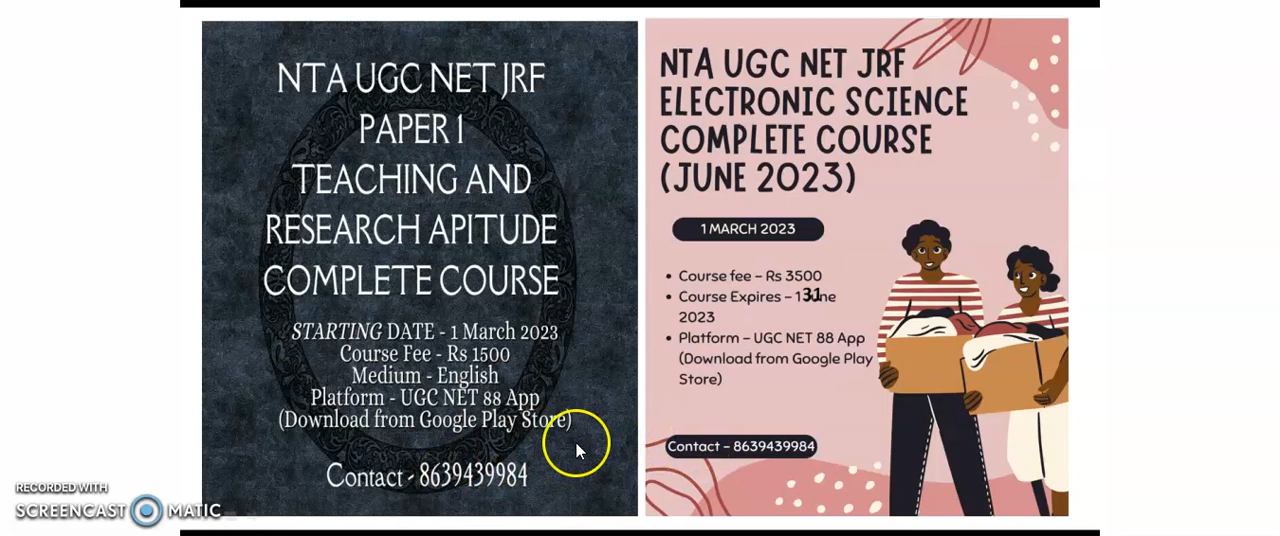 NTA UGC NET JRF
PAPER 1
TEACHING AND
RESEARCH APITUDE
COMPLETE COURSE
STARTING DATE - 1 March 2023
Course Fee - Rs 1500
Medium - English
Platform - UGC NET 88 App
(Download from Google Play Store)
Contact - 8639439984
NTA UGC NET JRF
ELECTRONIC SCIENCE
COMPLETE COURSE
(JUNE 2023)
1 MARCH 2023
• Course fee – Rs 3500
• Course Expires – 31
2023
• Platform – UGC NET 88 App
(Download from Google Play
Store)
Contact – 8639439984
RECORDED WITH
SCREENCAST MATIC